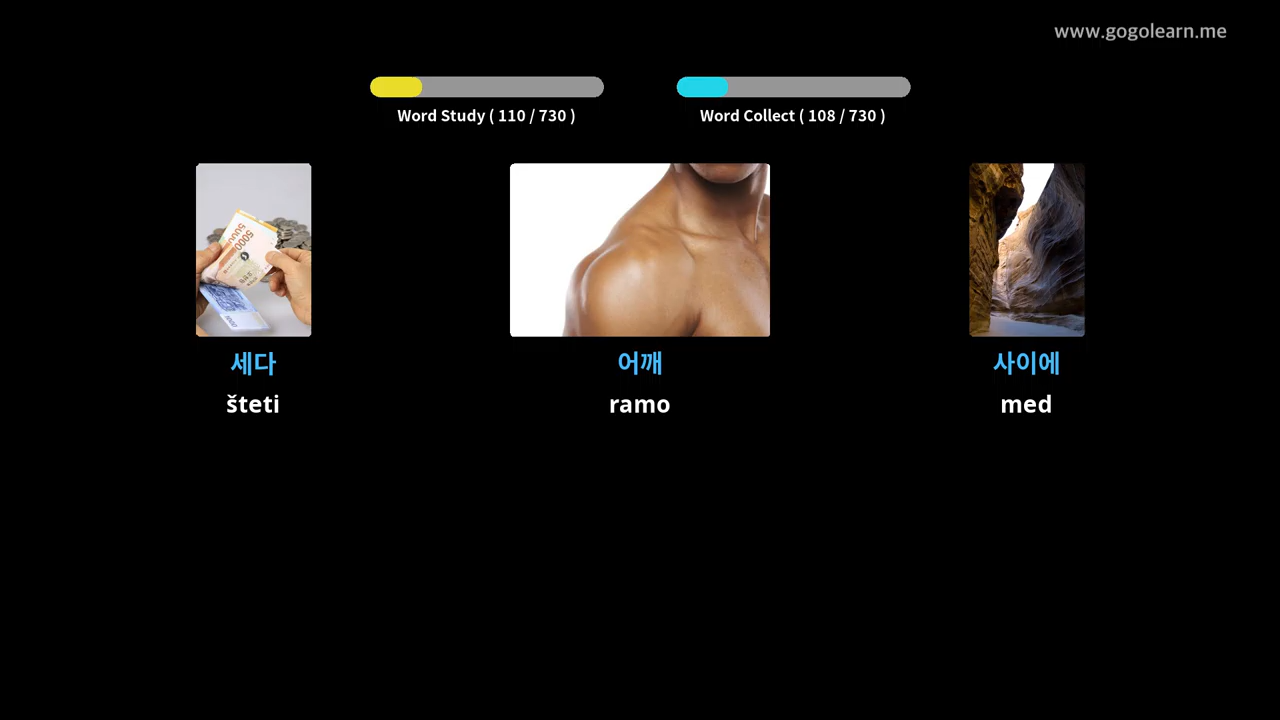 www.gogolearn.me
Word Study ( 110 / 730 )
Word Collect ( 108 / 730 )
5000
세다
어깨
사이에
šteti
ramo
med